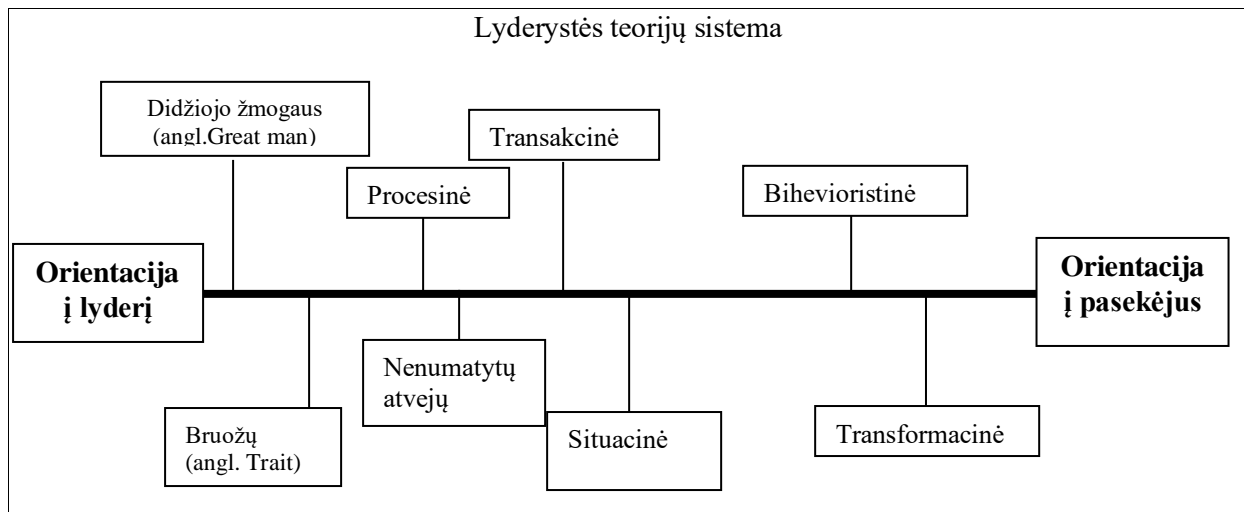 Lyderystės teorijų sistema
Didžiojo žmogaus
(angl.Great man)
Transakcinė
Procesinė
Bihevioristinė
Orientacija
į lyderį
Orientacija
į pasekėjus
Nenumatytų
atvejų
Bruožų
(angl. Trait)
Situacinė
Transformacinė